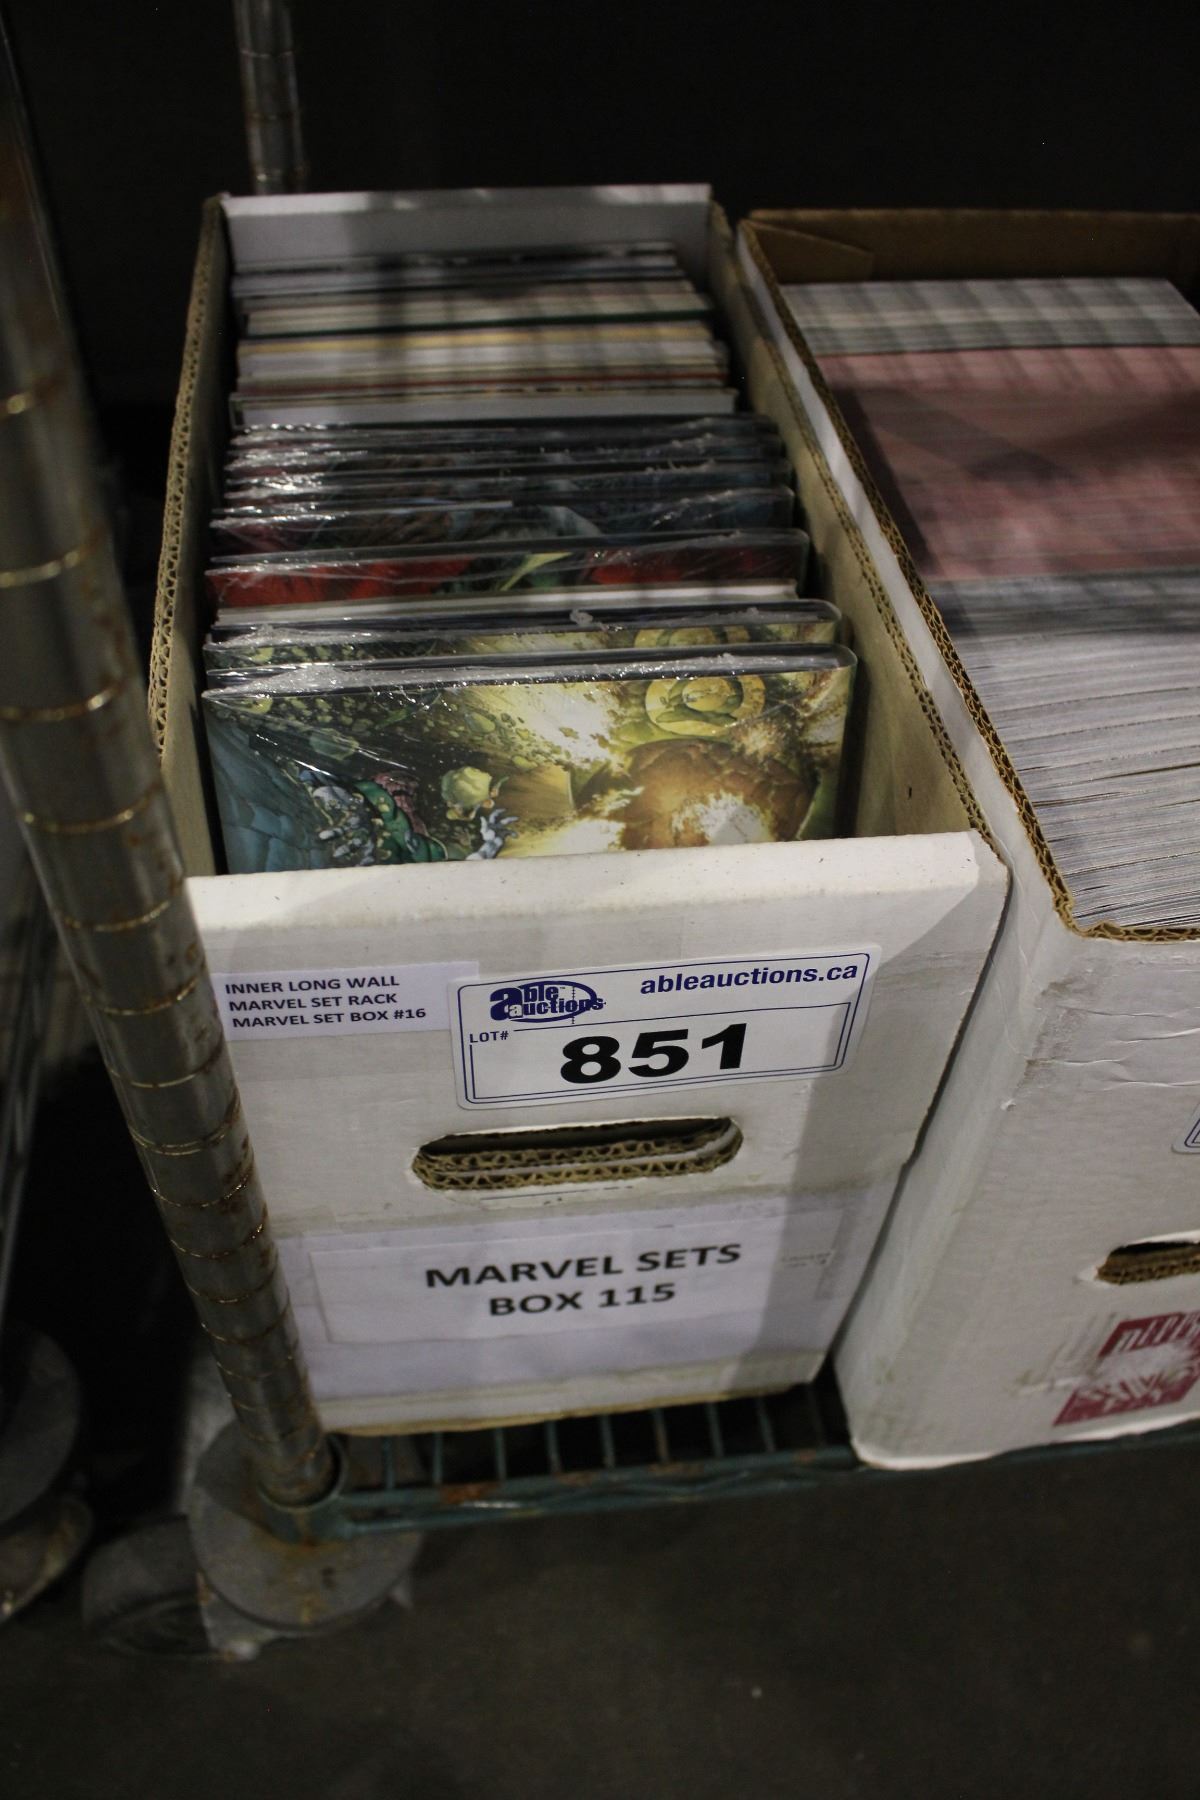 INNER LONG WALL
MARVEL SET RACK
MARVEL SET BOX #16
able auctions
ableauctions.ca
LOT#
851
MARVEL SETS
BOX 115